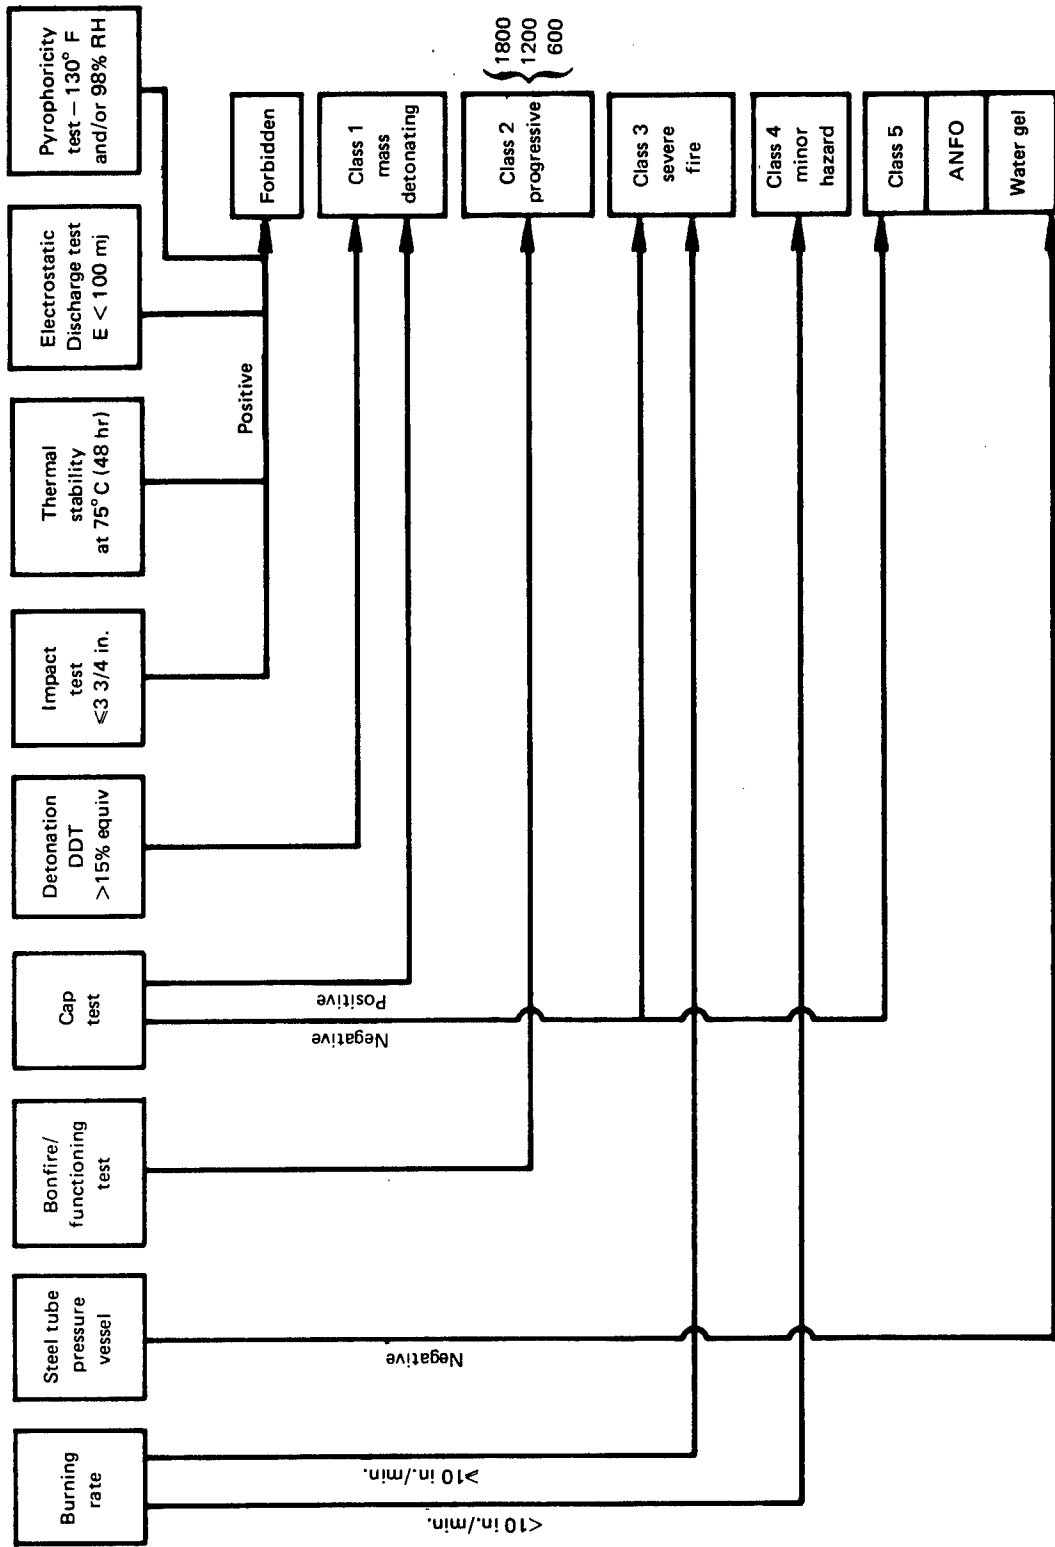 Burning
rate
Steel tube
pressure
vessel
Bonfire/
functioning
test
Cap
test
Detonation
DDT
>15% equiv
Impact
test
≤3 3/4 in.
Thermal
stability
at 75° C (48 hr)
Electrostatic
Discharge test
E < 100 mj
Pyrophoricity
test – 130° F
and/or 98% RH
<10 in./min.
≥10 in./min.
Negative
Negative
Positive
Positive
Forbidden
Class 1
mass
detonating
Class 2
progressive
1800
1200
600
Class 3
severe
fire
Class 4
minor
hazard
Class 5
ANFO
Water gel